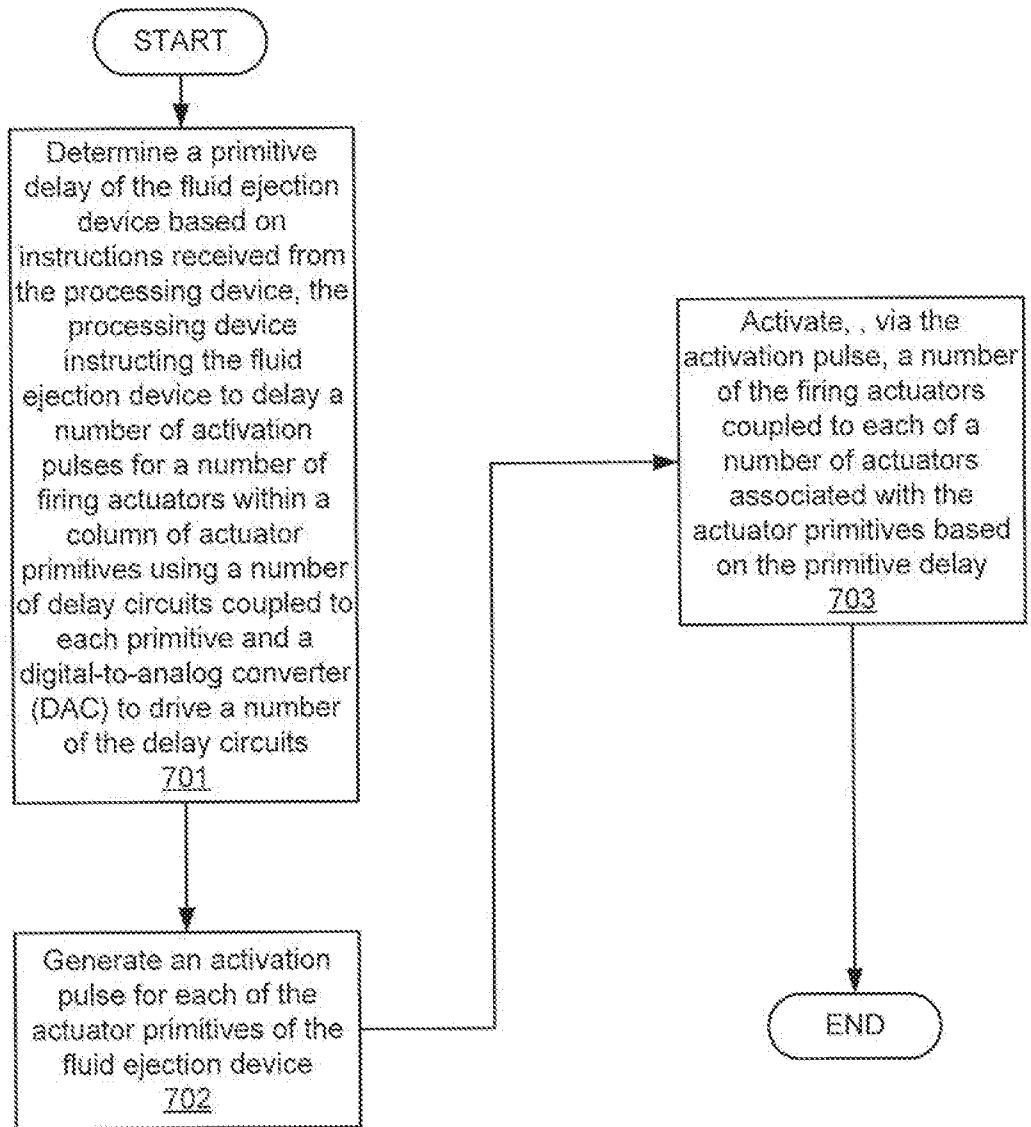 START
Determine a primitive
delay of the fluid ejection
device based on
instructions received from
the processing device, the
processing device
instructing the fluid
ejection device to delay a
number of activation
pulses for a number of
firing actuators within a
column of actuator
primitives using a number
of delay circuits coupled to
each primitive and a
digital-to-analog converter
(DAC) to drive a number
of the delay circuits
701
Generate an activation
pulse for each of the
actuator primitives of the
fluid ejection device
702
Activate, , via the
activation pulse, a number
of the firing actuators
coupled to each of a
number of actuators
associated with the
actuator primitives based
on the primitive delay
703
END